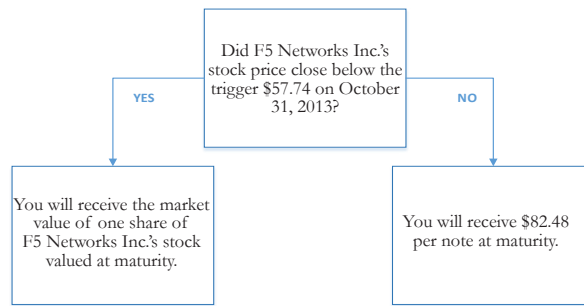 Did F5 Networks Inc.'s
stock price close below the
trigger $57.74 on October
31, 2013?
YES
NO
You will receive the market
value of one share of
F5 Networks Inc.'s stock
valued at maturity.
You will receive $82.48
per note at maturity.